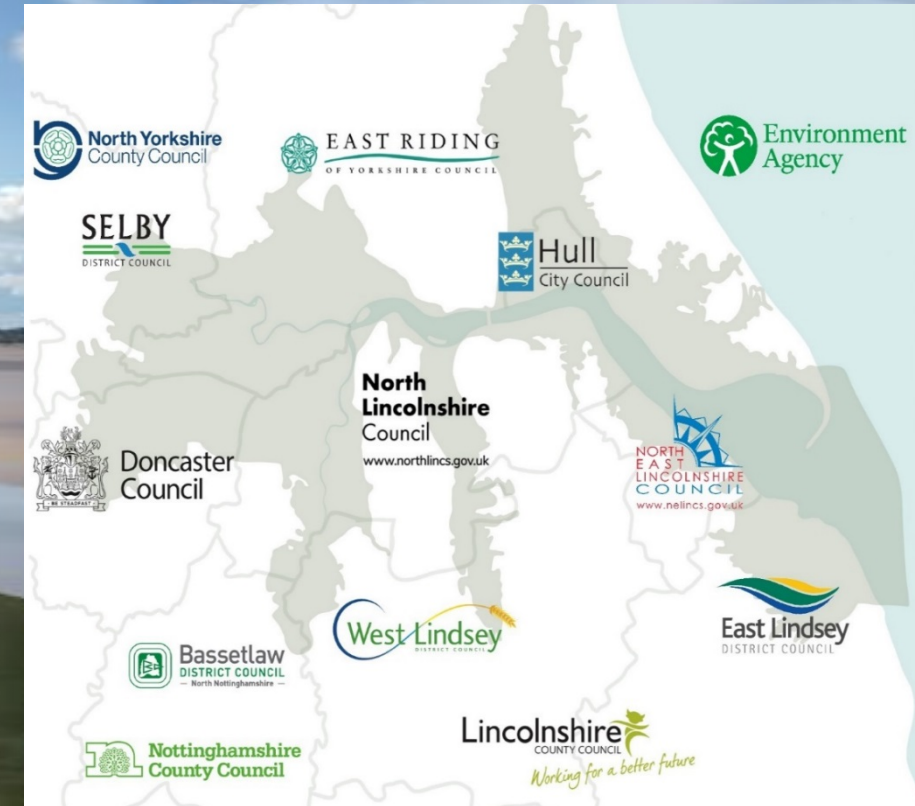 North Yorkshire
County Council
EAST RIDING
OF YORKSHIRE COUNCIL
Environment
Agency
SELBY
DISTRICT COUNCIL
Hull
City Council
North
Lincolnshire
Council
www.northlincs.gov.uk
Doncaster
Council
BE STEADFAST
NORTH
EAST
LINCOLNSHIRE
COUNCIL
www.nelincs.gov.uk
West Lindsey
DISTRICT COUNCIL
East Lindsey
DISTRICT COUNCIL
Bassetlaw
DISTRICT COUNCIL
North Nottinghamshire
Lincolnshire
COUNTY COUNCIL
Working for a better future
Nottinghamshire
County Council